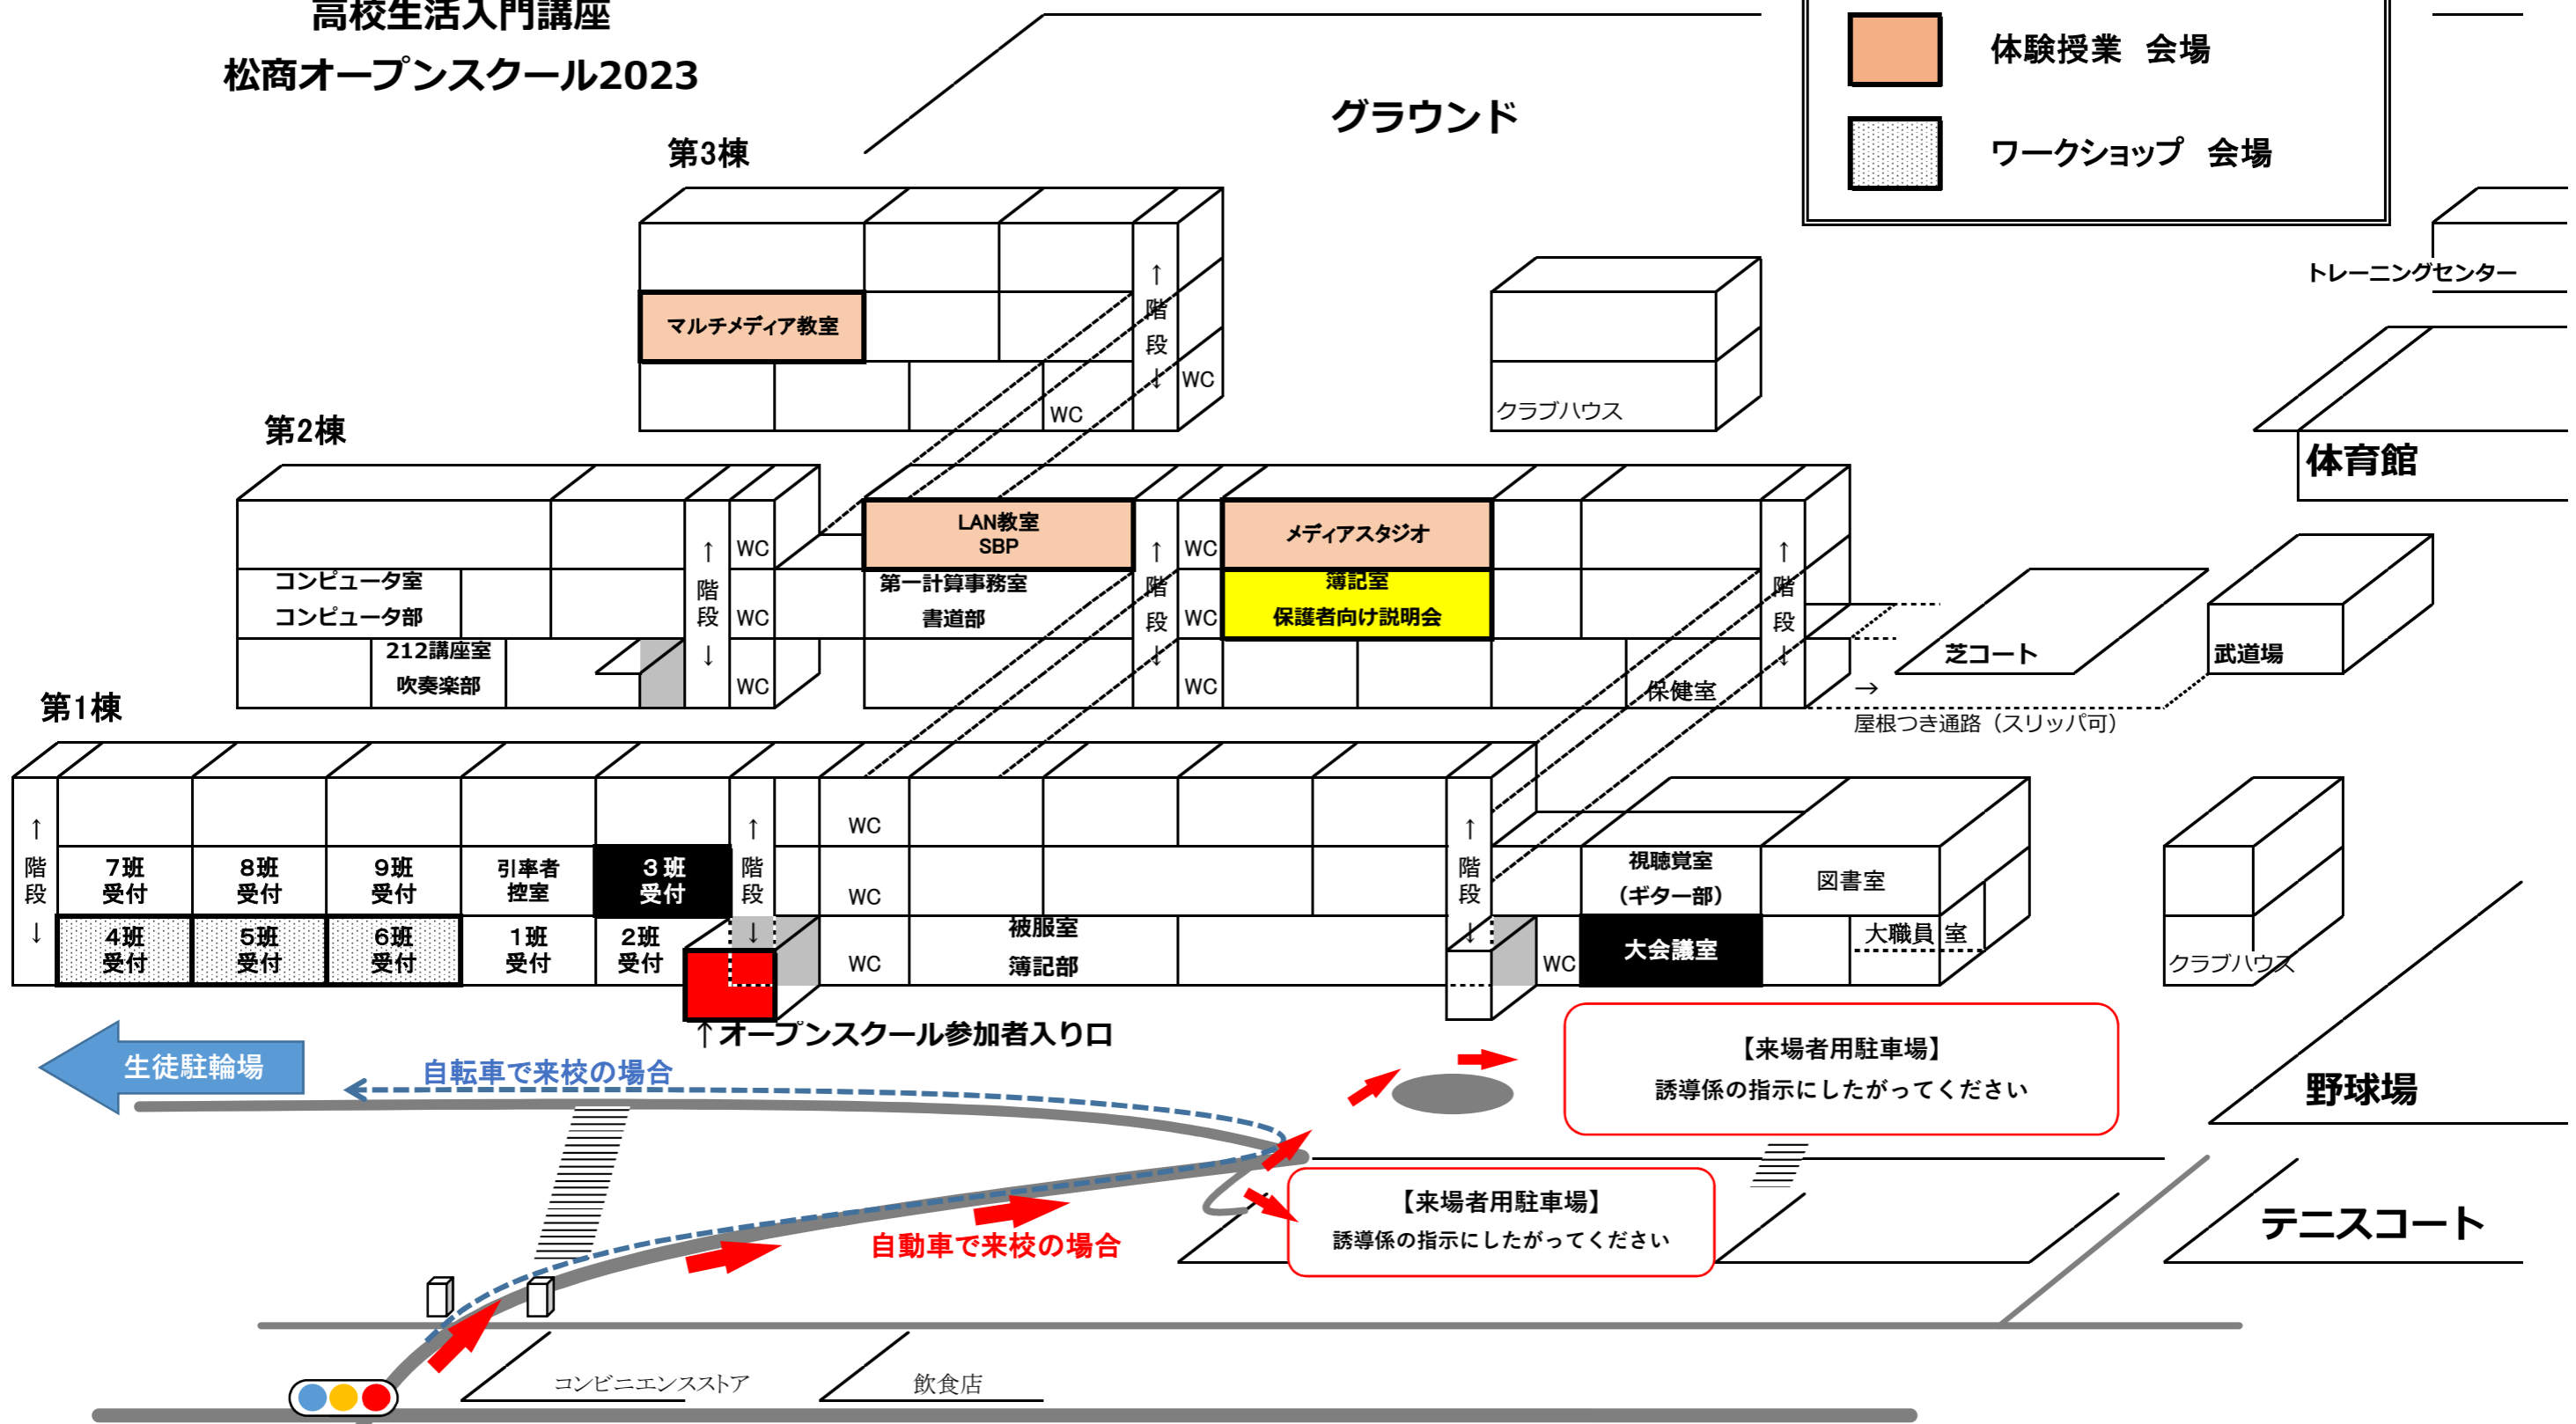 高校生活入門講座
松商オープンスクール2023
体験授業 会場
ワークショップ 会場
グラウンド
第3棟
トレーニングセンター
マルチメディア教室
↑
階
段
↓
WC
WC
クラブハウス
第2棟
体育館
LAN教室
SBP
メディアスタジオ
↑
階
段
↓
WC
WC
WC
↑
階
段
↓
WC
WC
WC
↑
階
段
↓
コンピュータ室
コンピュータ部
第一計算事務室
書道部
簿記室
保護者向け説明会
212講座室
吹奏楽部
保健室
→
芝コート
武道場
屋根つき通路（スリッパ可）
第1棟
↑
階
段
↓
↑
階
段
↓
↑
階
段
↓
WC
7班
受付
8班
受付
9班
受付
引率者
控室
３班
受付
WC
視聴覚室
（ギター部）
図書室
4班
受付
5班
受付
6班
受付
１班
受付
２班
受付
WC
被服室
簿記部
WC
大会議室
大職員 室
クラブハウス
↑オープンスクール参加者入り口
生徒駐輪場
自転車で来校の場合
【来場者用駐車場】
誘導係の指示にしたがってください
野球場
【来場者用駐車場】
誘導係の指示にしたがってください
自動車で来校の場合
テニスコート
コンビニエンスストア
飲食店